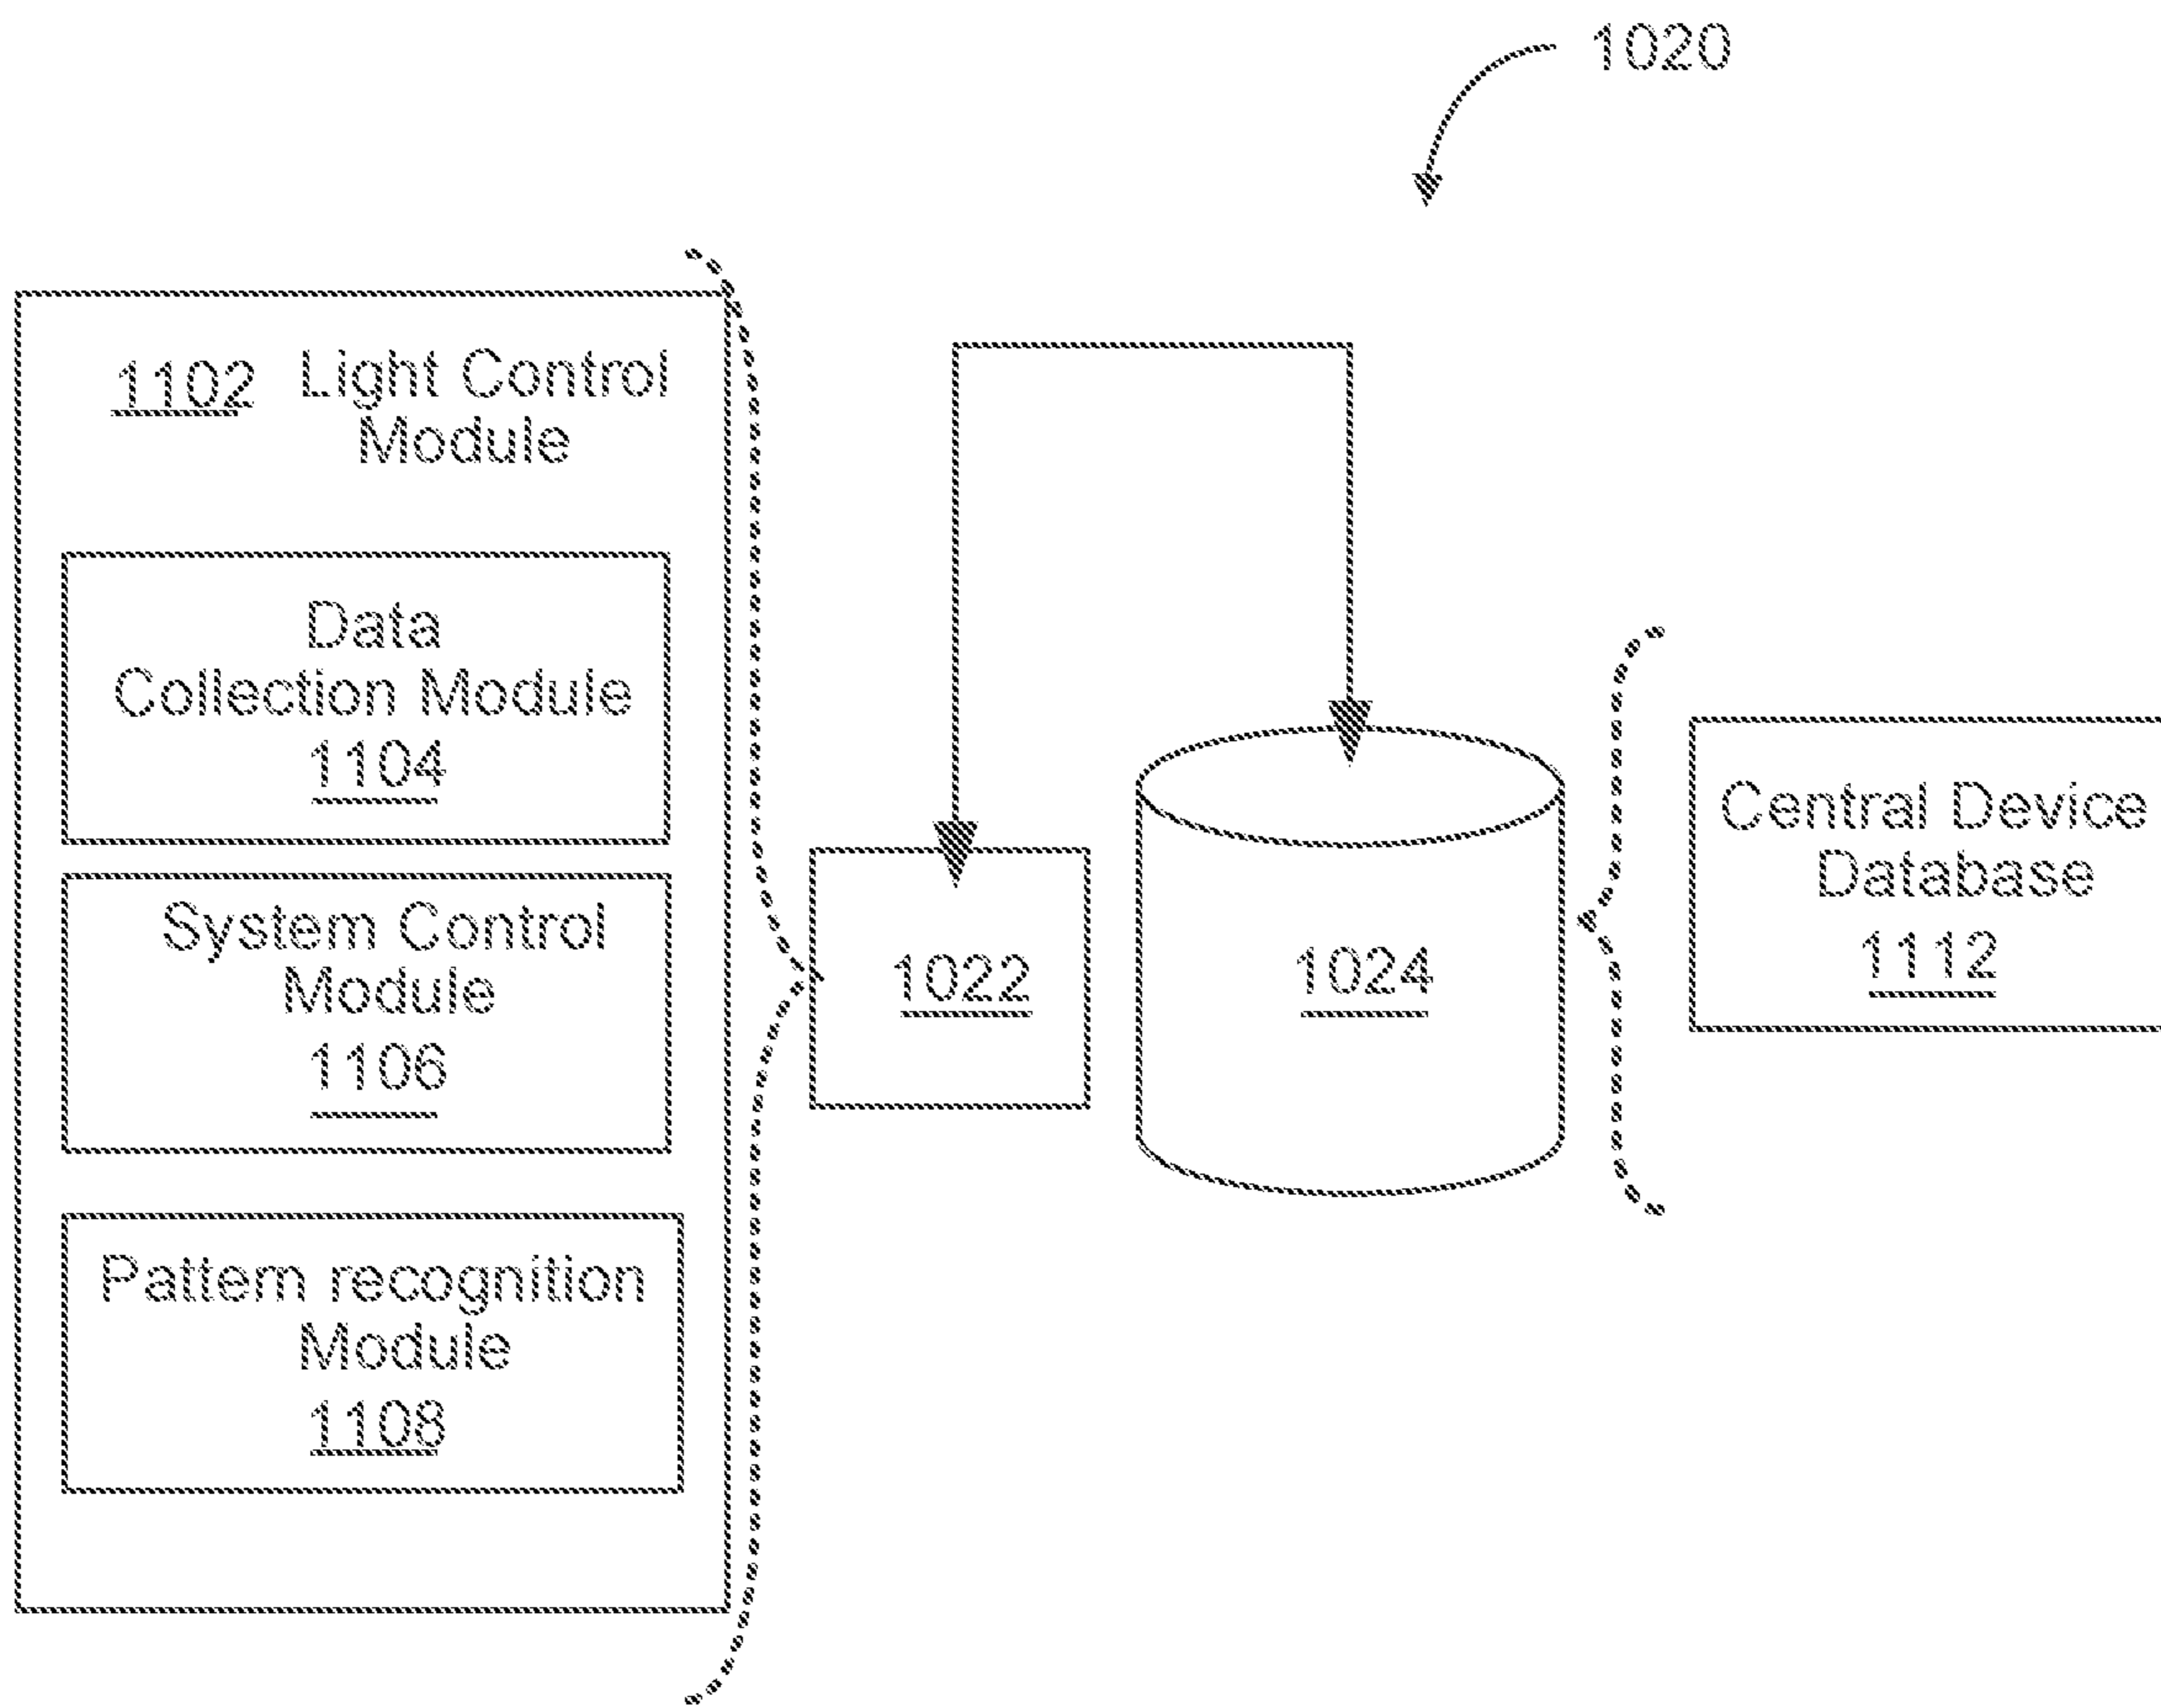 1020
1102 Light Control
Module
Data
Collection Module
1104
System Control
Module
1106
Pattern recognition
Module
1108
1022
1024
Central Device
Database
1112